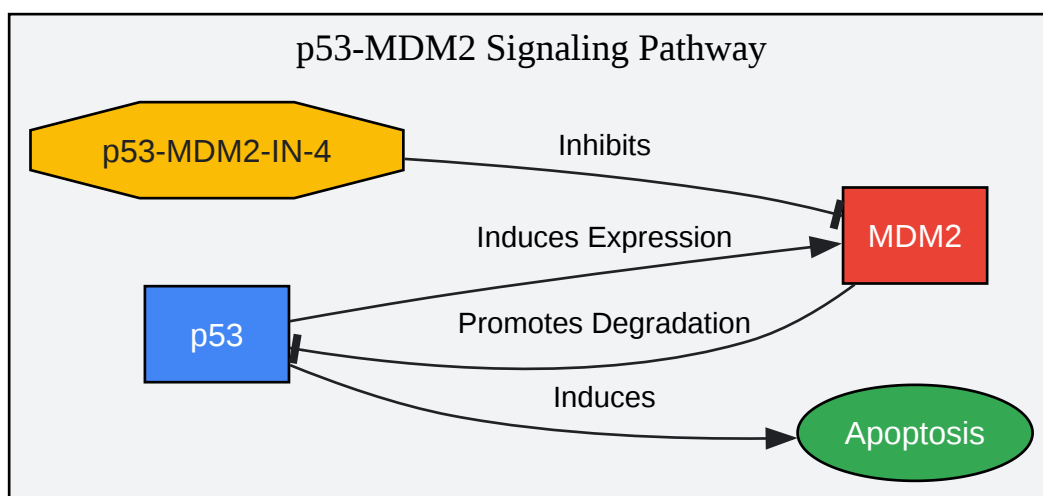 p53-MDM2 Signaling Pathway
p53-MDM2-IN-4
Inhibits
MDM2
Induces Expression
p53
Promotes Degradation
Induces
Apoptosis